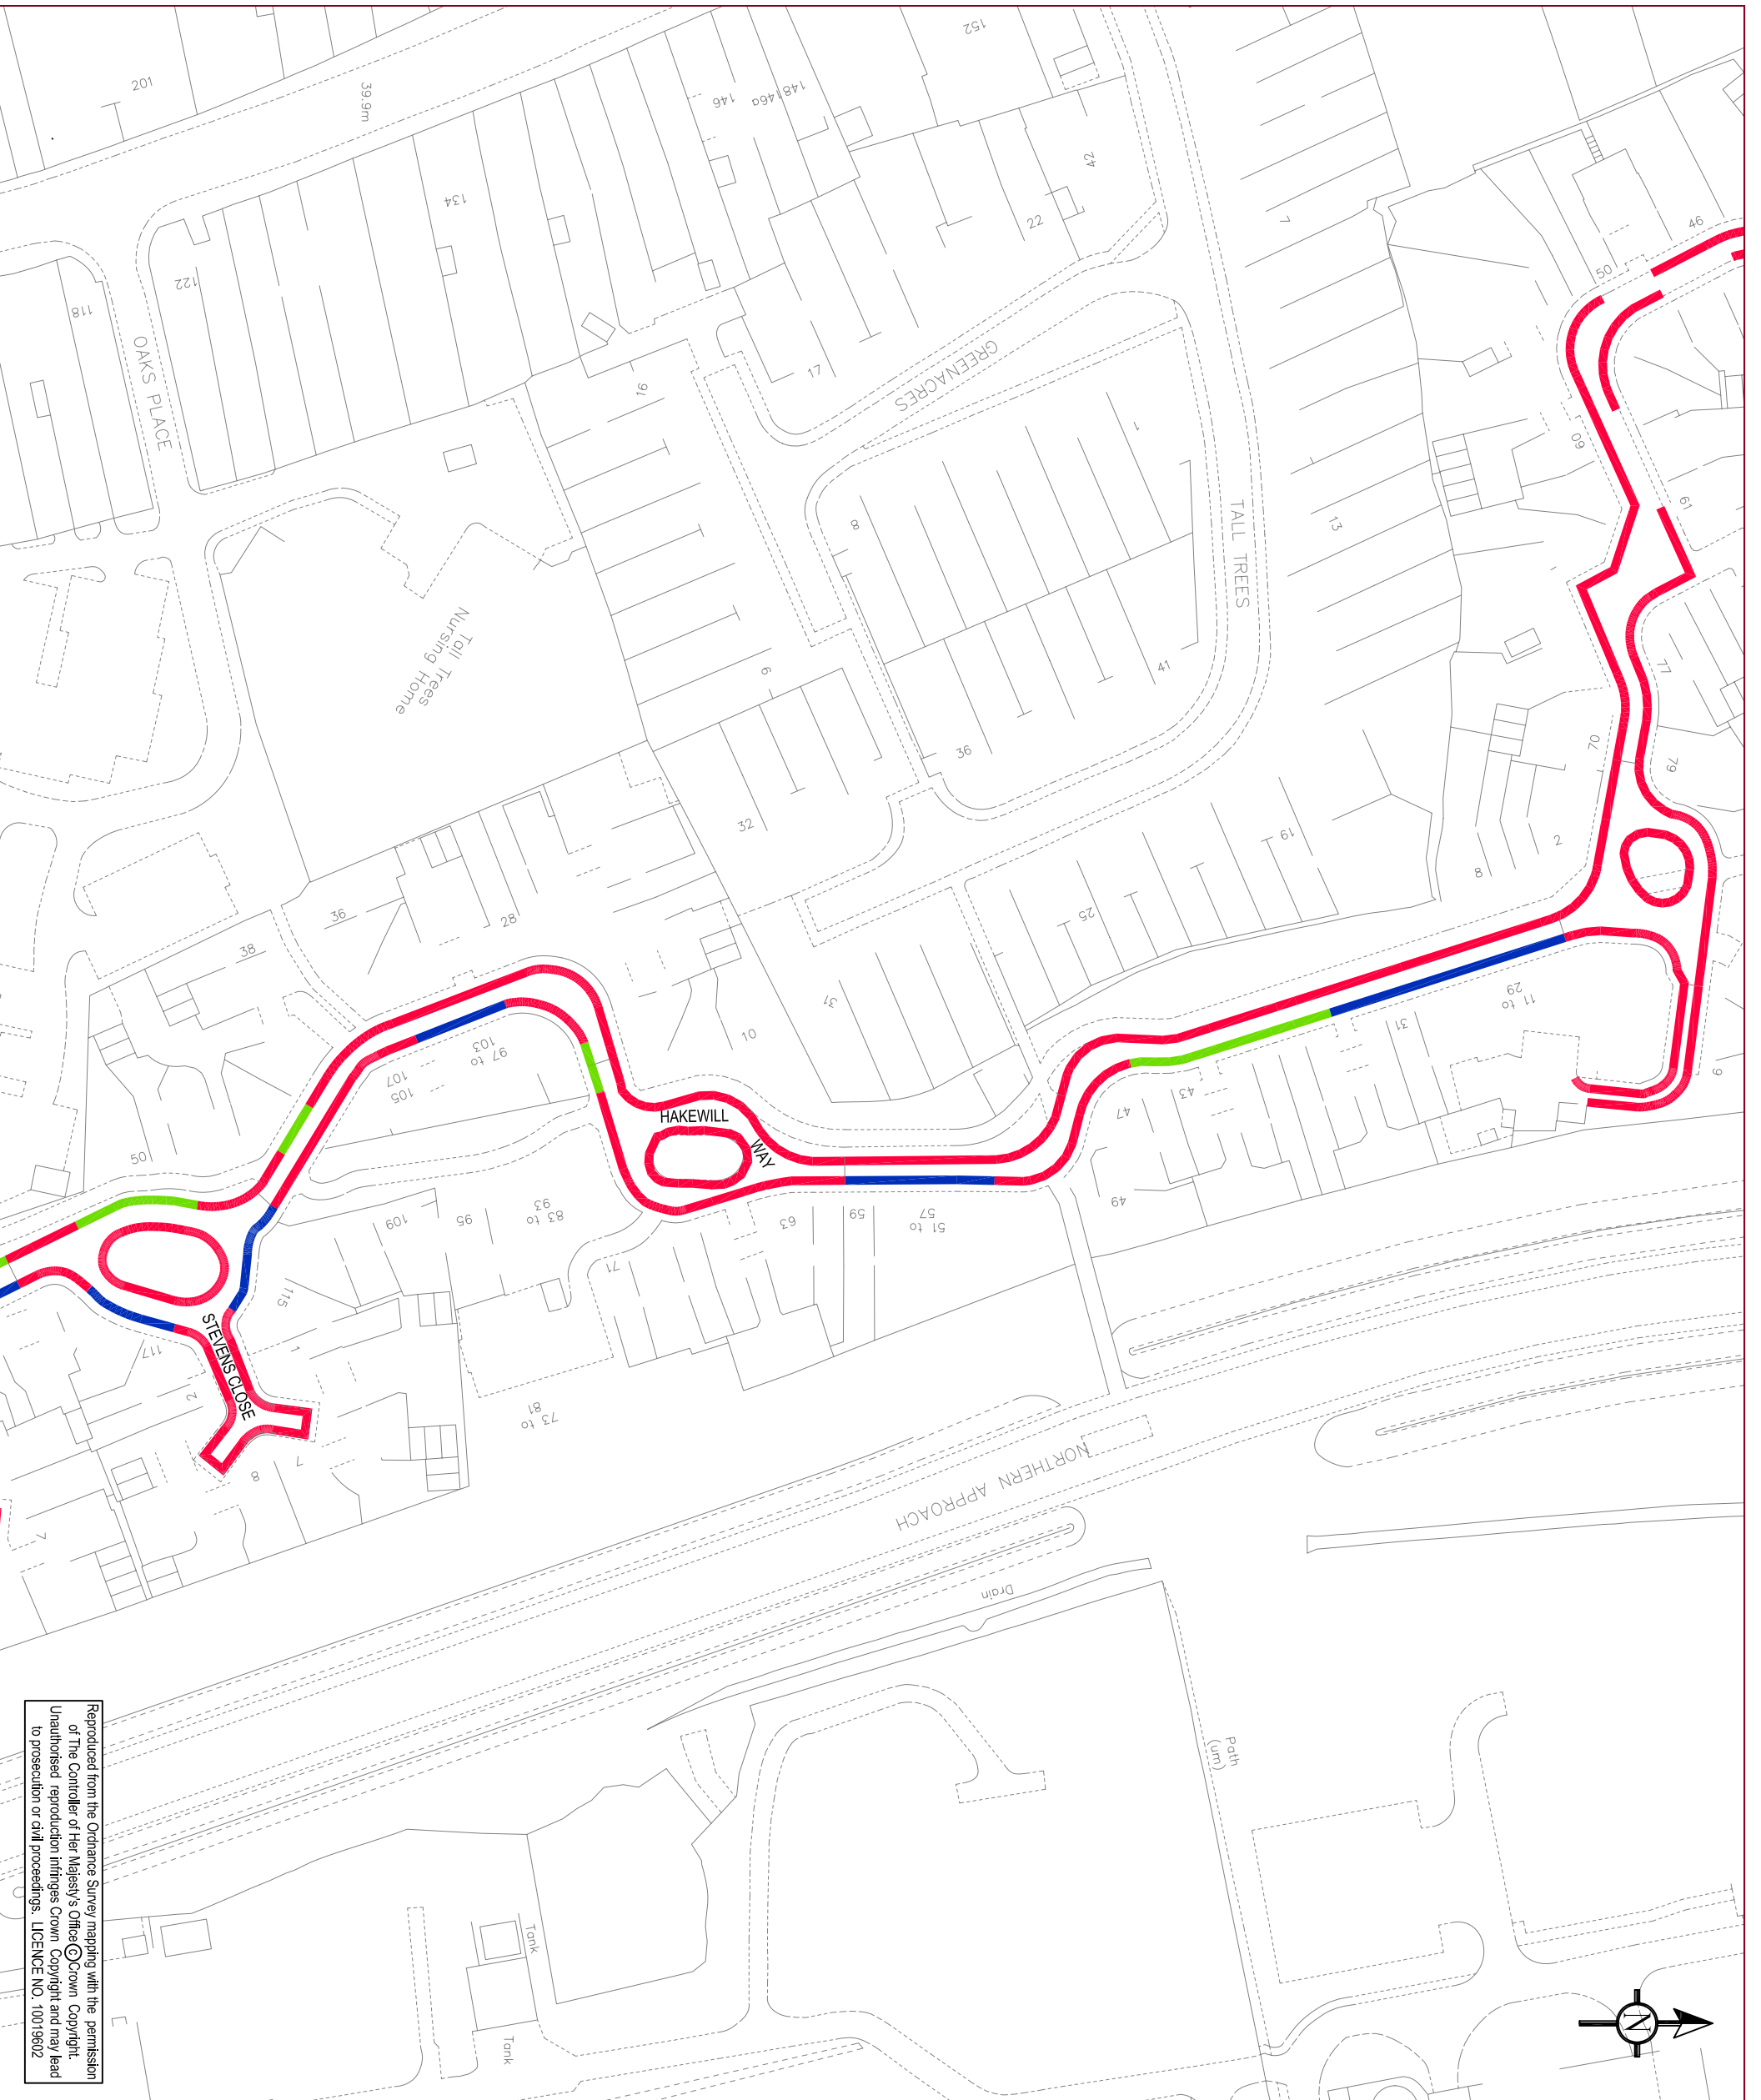 201
39.9m
152
148
146a
146
42
134
22
7
122
46
50
118
OAKS PLACE
17
16
GREENACRES
1
60
61
8
TALL TREES
13
Tall Trees
Nursing Home
9
41
77
36
70
79
32
19
2
8
36
28
25
38
37
11 to
29
10
31
97 to
103
107
105
HAKEWILL
WAY
43
47
9
50
49
109
95
83 to
93
63
59
51 to
57
71
115
STEVENS CLOSE
117
1
2
73 to
81
8
7
7
NORTHERN APPROACH
Drain
Path
(um)
Tank
Tank
N
Reproduced from the Ordnance Survey mapping with the permission
of The Controller of Her Majesty's Office © Crown Copyright.
Unauthorised reproduction infringes Crown Copyright and may lead
to prosecution or civil proceedings. LICENCE NO. 10019602